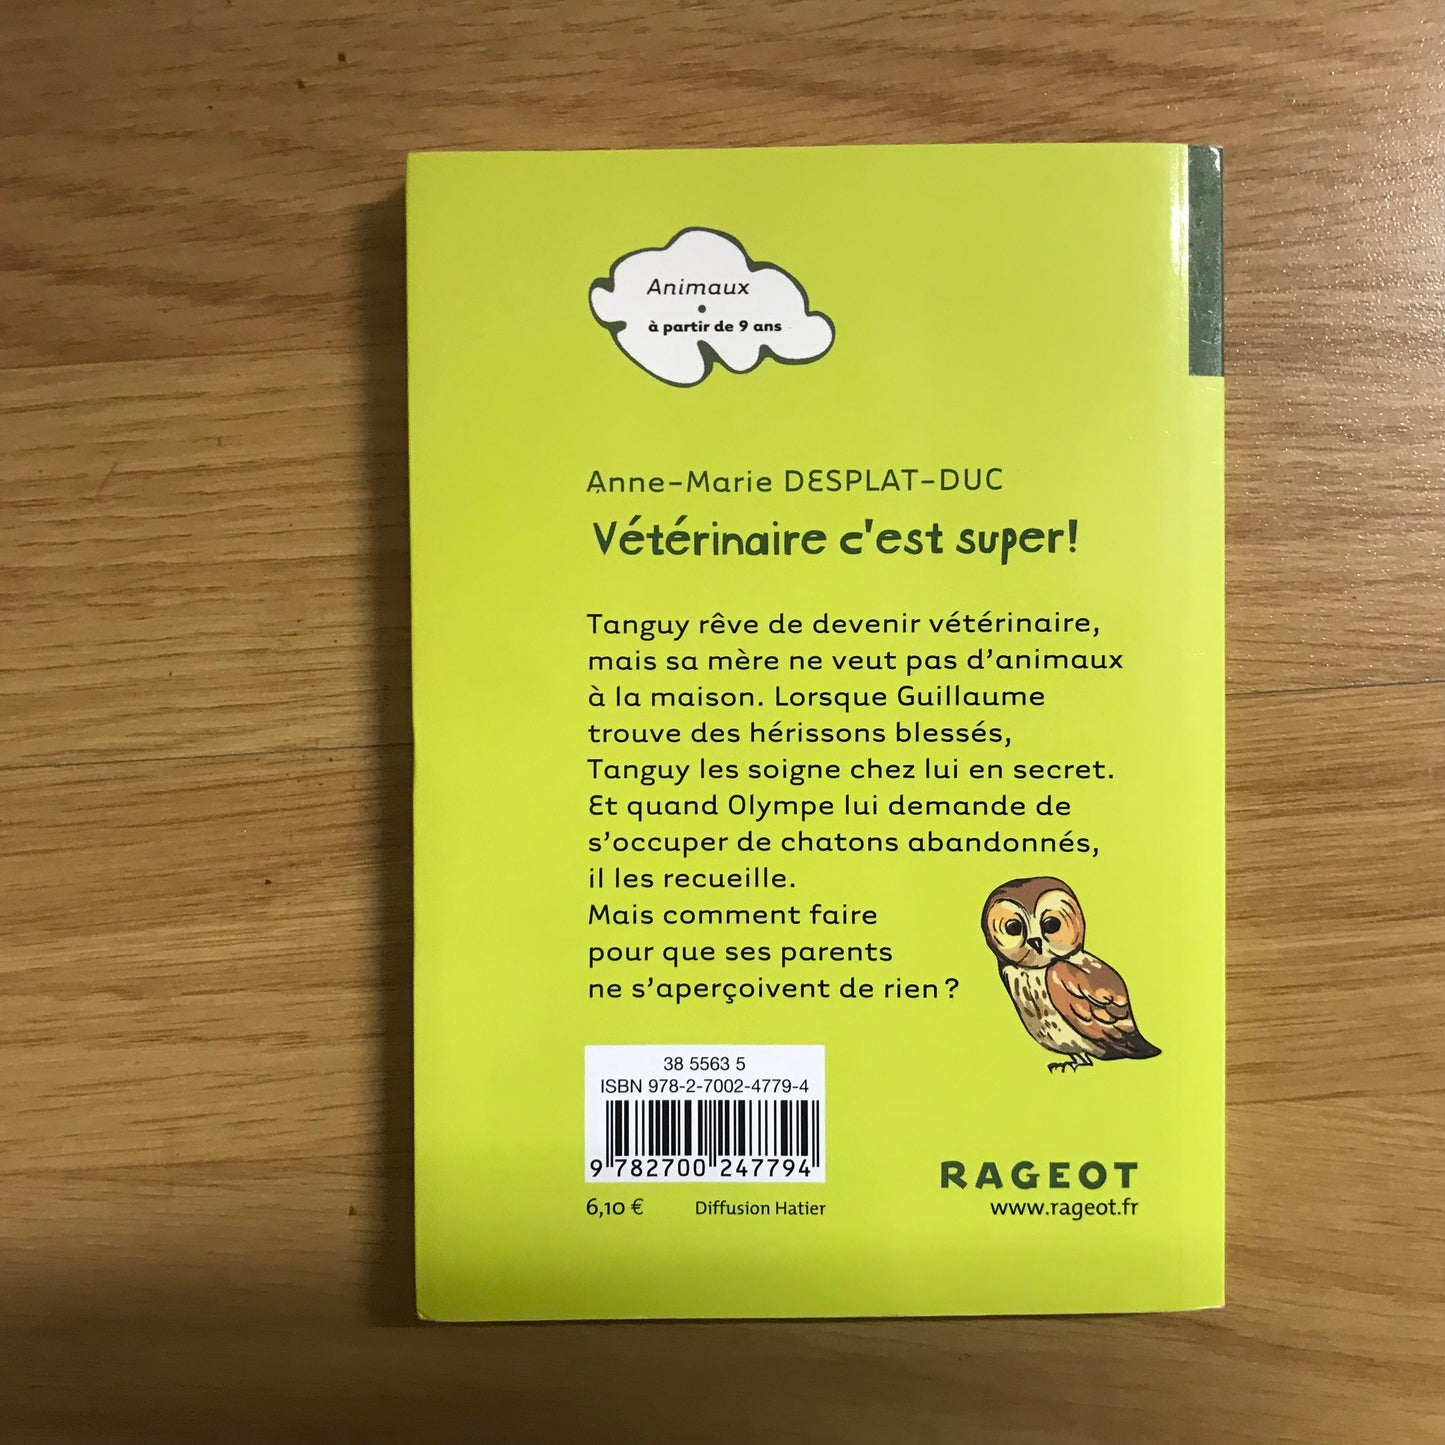 Animaux
•
à partir de 9 ans
Anne-Marie DESPLAT-DUC
Vétérinaire c'est super!
Tanguy rêve de devenir vétérinaire,
mais sa mère ne veut pas d'animaux
à la maison. Lorsque Guillaume
trouve des hérissons blessés,
Tanguy les soigne chez lui en secret.
Et quand Olympe lui demande de
s'occuper de chatons abandonnés,
il les recueille.
Mais comment faire
pour que ses parents
ne s'aperçoivent de rien ?
38 5563 5
ISBN 978-2-7002-4779-4
9 782700 247794
6,10 € Diffusion Hatier
RAGEOT
www.rageot.fr